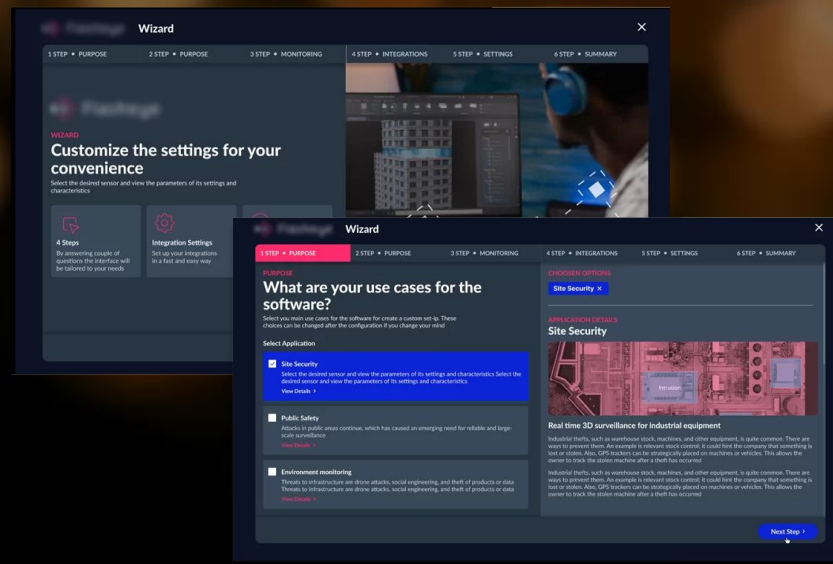 Wizard
1 STEP • PURPOSE
2 STEP • PURPOSE
3 STEP • MONITORING
4 STEP • INTEGRATIONS
5 STEP • SETTINGS
6 STEP • SUMMARY
WIZARD
Customize the settings for your
convenience
Select the desired sensor and view the parameters of its settings and
characteristics
4 Steps
By answering couple of
questions the interface will
be tailored to your needs
Integration Settings
Set up your integrations
in a fast and easy way
Wizard
1 STEP • PURPOSE
2 STEP • PURPOSE
3 STEP • MONITORING
4 STEP • INTEGRATIONS
5 STEP • SETTINGS
6 STEP • SUMMARY
PURPOSE
What are your use cases for the
software?
Select you main use cases for the software for create a custom set-ip. These
choices can be changed after the configuration if you change your mind
Select Application
Site Security
Select the desired sensor and view the parameters of its settings and characteristics Select the
desired sensor and view the parameters of its settings and characteristics
View Details >
Public Safety
Attacks in public areas continue, which has caused an emerging need for reliable and large-
scale surveillance
View Details >
Environment monitoring
Threats to infrastructure are drone attacks, social engineering, and theft of products or data
Threats to infrastructure are drone attacks, social engineering, and theft of products or data
View Details >
CHOOSEN OPTIONS
Site Security ×
APPLICATION DETAILS
Site Security
Intrusion
Real time 3D surveillance for industrial equipment
Industrial thefts, such as warehouse stock, machines, and other equipment, is quite common. There are
ways to prevent them. An example is relevant stock control; it could hint the company that something is
lost or stolen. Also, GPS trackers can be strategically placed on machines or vehicles. This allows the
owner to track the stolen machine after a theft has occurred
Industrial thefts, such as warehouse stock, machines, and other equipment, is quite common. There are
ways to prevent them. An example is relevant stock control; it could hint the company that something is
lost or stolen. Also, GPS trackers can be strategically placed on machines or vehicles. This allows the
owner to track the stolen machine after a theft has occurred
Next Step >